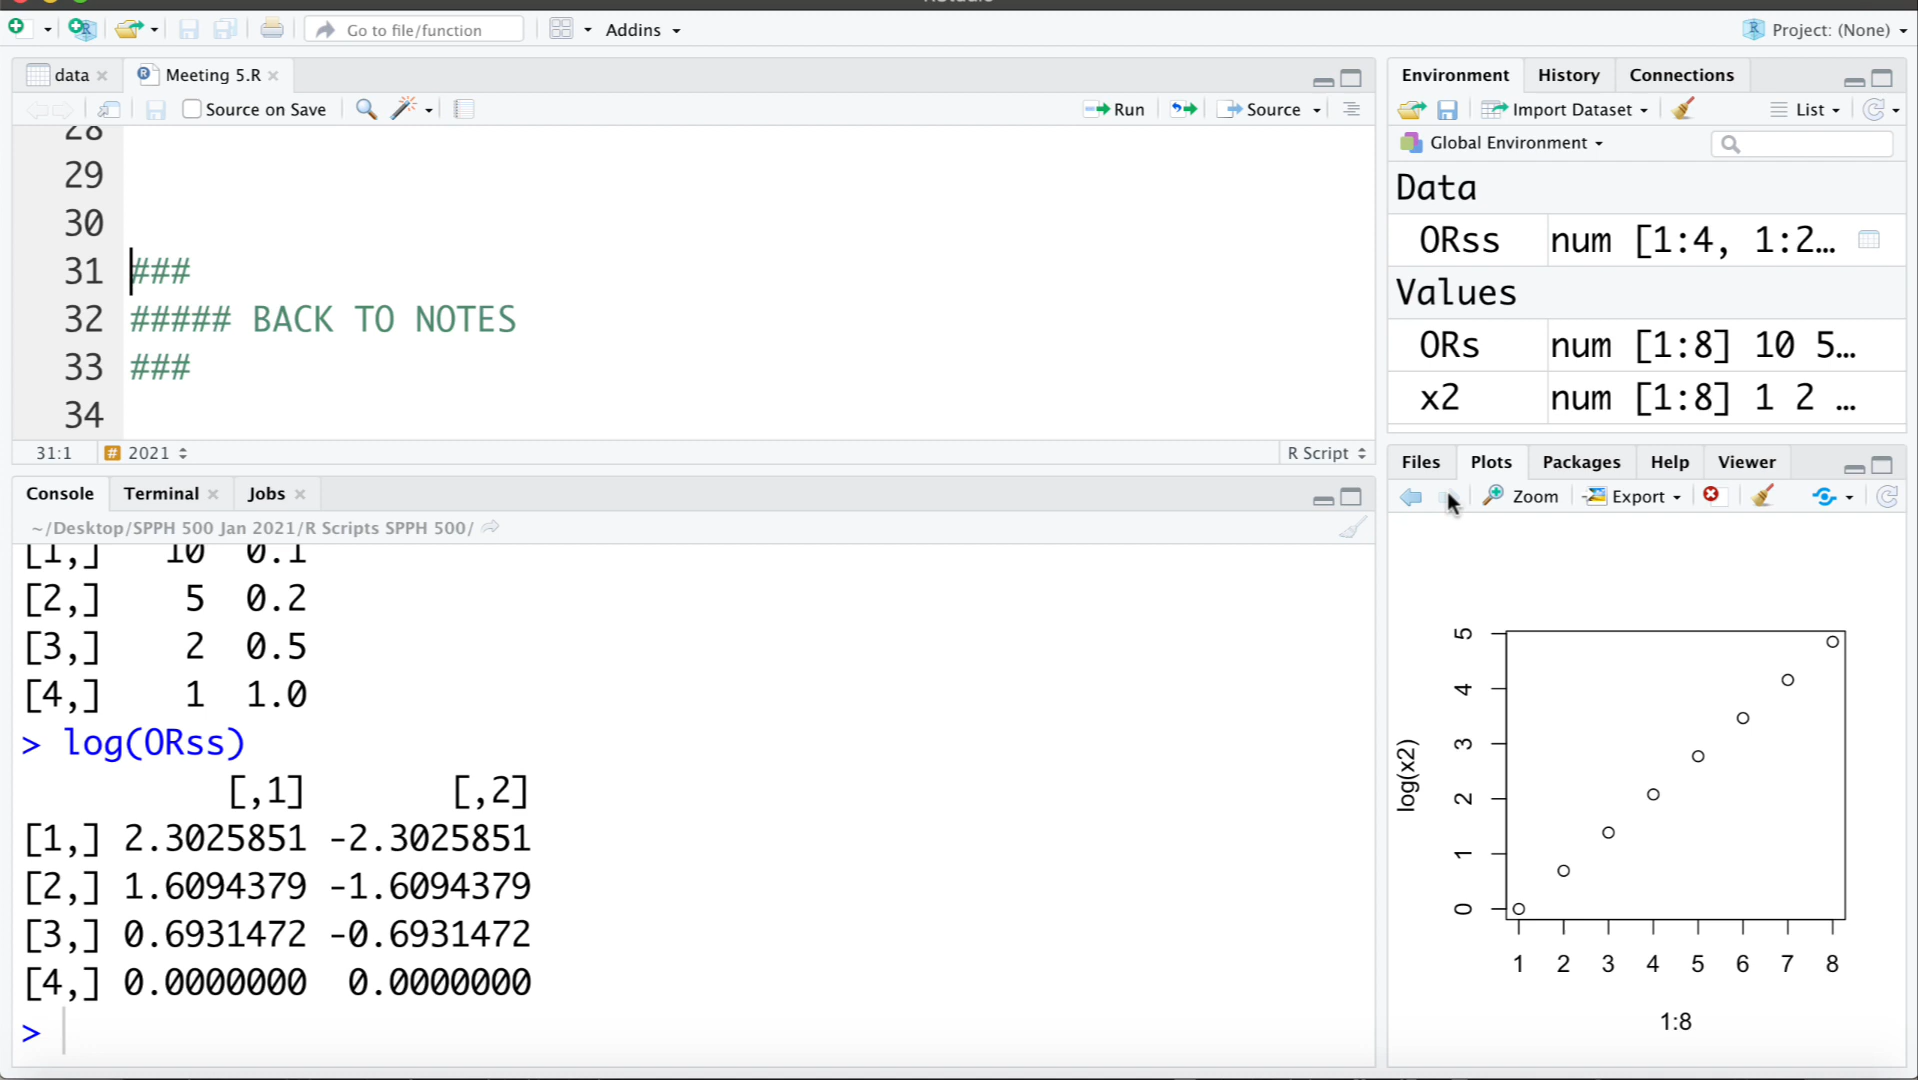 Go to file/function
Addins
Project: (None)
data
Meeting 5.R
Source on Save
Run
Source
28
29
30
31 ###
32 ##### BACK TO NOTES
33 ###
34
31:1
# 2021
R Script
Console
Terminal
Jobs
~/Desktop/SPPH 500 Jan 2021/R Scripts SPPH 500/
[1,] 10 0.1
[2,] 5 0.2
[3,] 2 0.5
[4,] 1 1.0
> log(ORss)
[,1] [,2]
[1,] 2.3025851 -2.3025851
[2,] 1.6094379 -1.6094379
[3,] 0.6931472 -0.6931472
[4,] 0.0000000 0.0000000
>
Environment
History
Connections
Import Dataset
List
Global Environment
Data
ORss num [1:4, 1:2…
Values
ORs num [1:8] 10 5…
x2 num [1:8] 1 2 …
Files
Plots
Packages
Help
Viewer
Zoom
Export
5
4
3
2
1
0
log(x2)
1 2 3 4 5 6 7 8
1:8